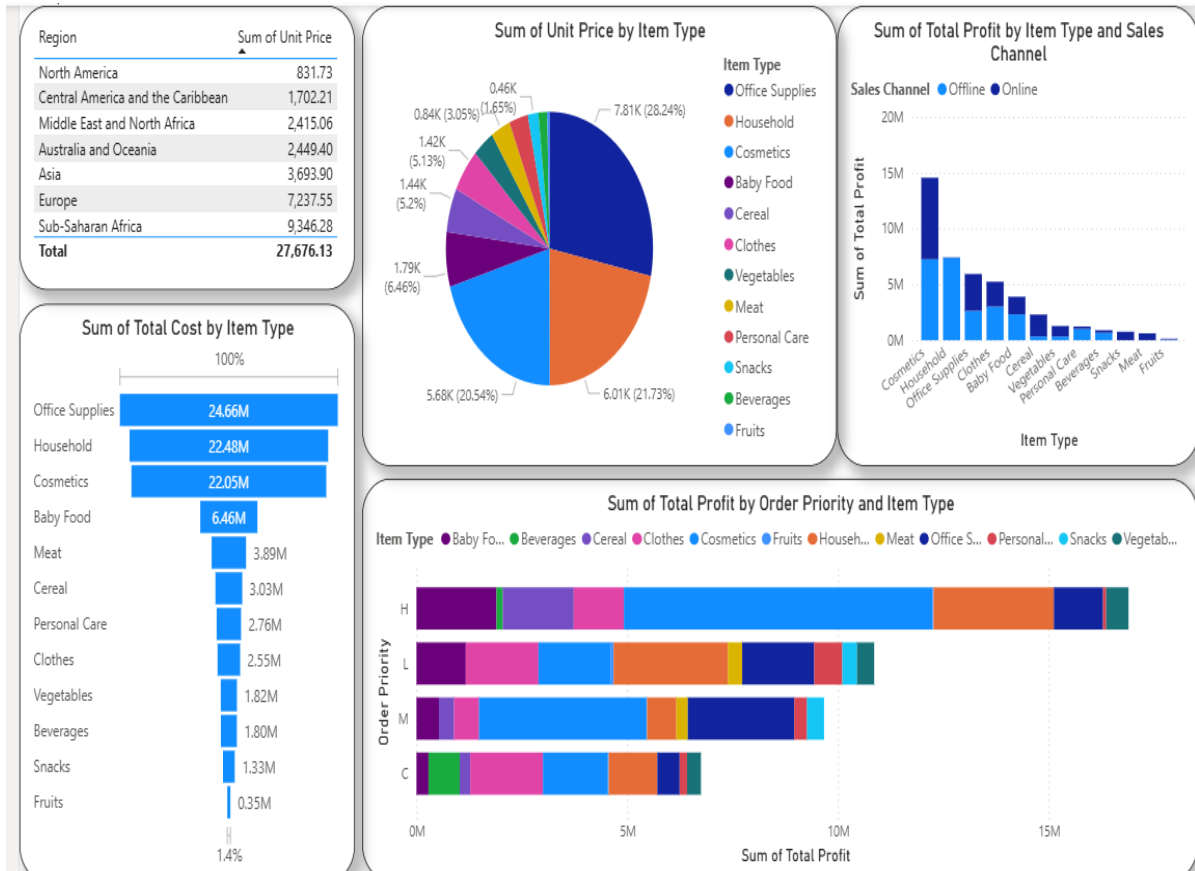 Region Sum of Unit Price
North America 831.73
Central America and the Caribbean 1,702.21
Middle East and North Africa 2,415.06
Australia and Oceania 2,449.40
Asia 3,693.90
Europe 7,237.55
Sub-Saharan Africa 9,346.28
Total 27,676.13
Sum of Unit Price by Item Type
0.46K
(1.65%)
0.84K (3.05%)
1.42K
(5.13%)
1.44K
(5.2%)
1.79K
(6.46%)
5.68K (20.54%)
6.01K (21.73%)
7.81K (28.24%)
Item Type
Office Supplies
Household
Cosmetics
Baby Food
Cereal
Clothes
Vegetables
Meat
Personal Care
Snacks
Beverages
Fruits
Sum of Total Profit by Item Type and Sales
Channel
Sales Channel Offline Online
Sum of Total Profit
20M
15M
10M
5M
0M
Cosmetics
Household
Office Supplies
Clothes
Baby Food
Cereal
Vegetables
Personal Care
Beverages
Snacks
Meat
Fruits
Item Type
Sum of Total Cost by Item Type
100%
Office Supplies 24.66M
Household 22.48M
Cosmetics 22.05M
Baby Food 6.46M
Meat 3.89M
Cereal 3.03M
Personal Care 2.76M
Clothes 2.55M
Vegetables 1.82M
Beverages 1.80M
Snacks 1.33M
Fruits 0.35M
1.4%
Sum of Total Profit by Order Priority and Item Type
Item Type Baby Fo... Beverages Cereal Clothes Cosmetics Fruits Househ... Meat Office S... Personal... Snacks Vegetab...
Order Priority
H
L
M
C
0M 5M 10M 15M
Sum of Total Profit